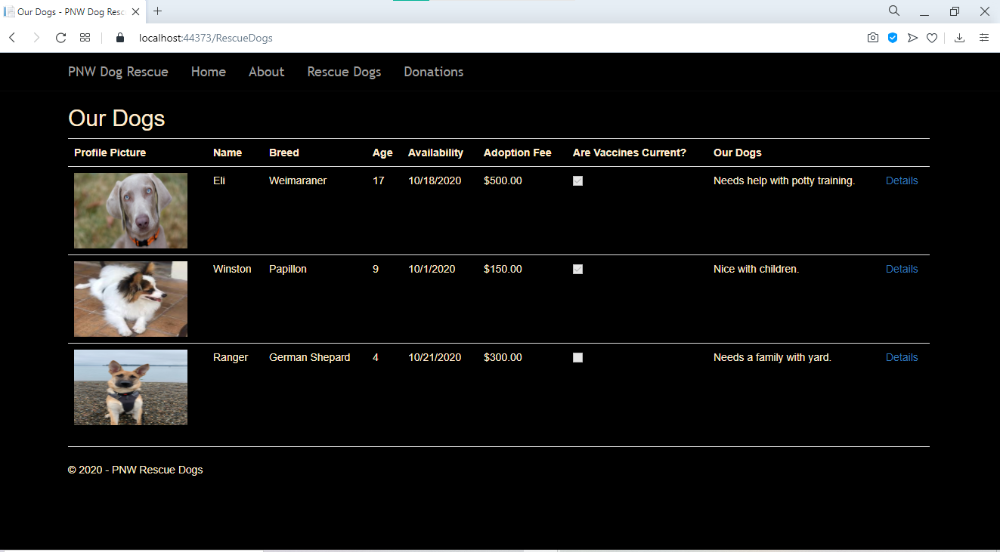 Our Dogs - PNW Dog Resc
localhost:44373/RescueDogs
PNW Dog Rescue Home About Rescue Dogs Donations
Our Dogs
Profile Picture Name Breed Age Availability Adoption Fee Are Vaccines Current? Our Dogs
Eli Weimaraner 17 10/18/2020 $500.00 Needs help with potty training. Details
Winston Papillon 9 10/1/2020 $150.00 Nice with children. Details
Ranger German Shepard 4 10/21/2020 $300.00 Needs a family with yard. Details
© 2020 - PNW Rescue Dogs